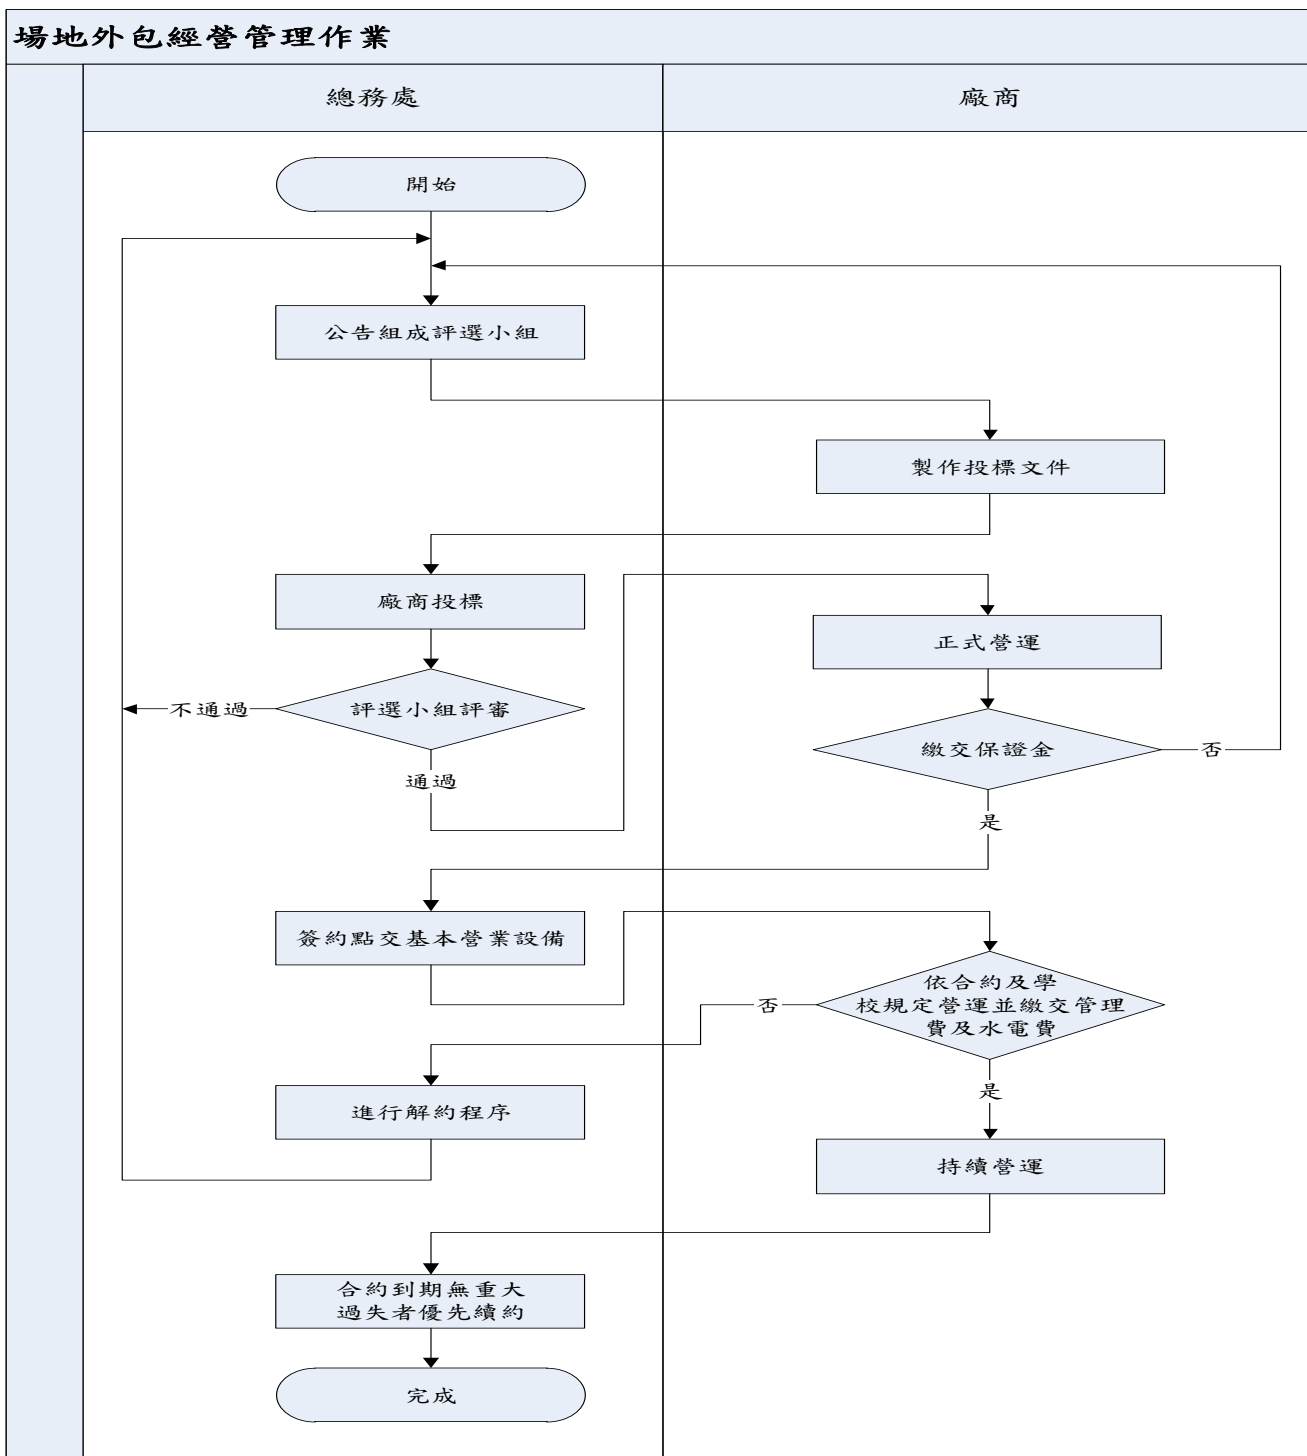 場地外包經營管理作業
總務處
廠商
開始
公告組成評選小組
製作投標文件
廠商投標
正式營運
不通過
評選小組評審
繳交保證金
否
通過
是
簽約點交基本營業設備
依合約及學
校規定營運並繳交管理
費及水電費
否
是
進行解約程序
持續營運
合約到期無重大
過失者優先續約
完成